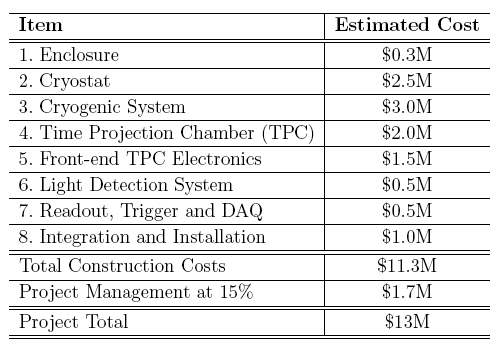 Item Estimated Cost
1. Enclosure $0.3M
2. Cryostat $2.5M
3. Cryogenic System $3.0M
4. Time Projection Chamber (TPC) $2.0M
5. Front-end TPC Electronics $1.5M
6. Light Detection System $0.5M
7. Readout, Trigger and DAQ $0.5M
8. Integration and Installation $1.0M
Total Construction Costs $11.3M
Project Management at 15% $1.7M
Project Total $13M